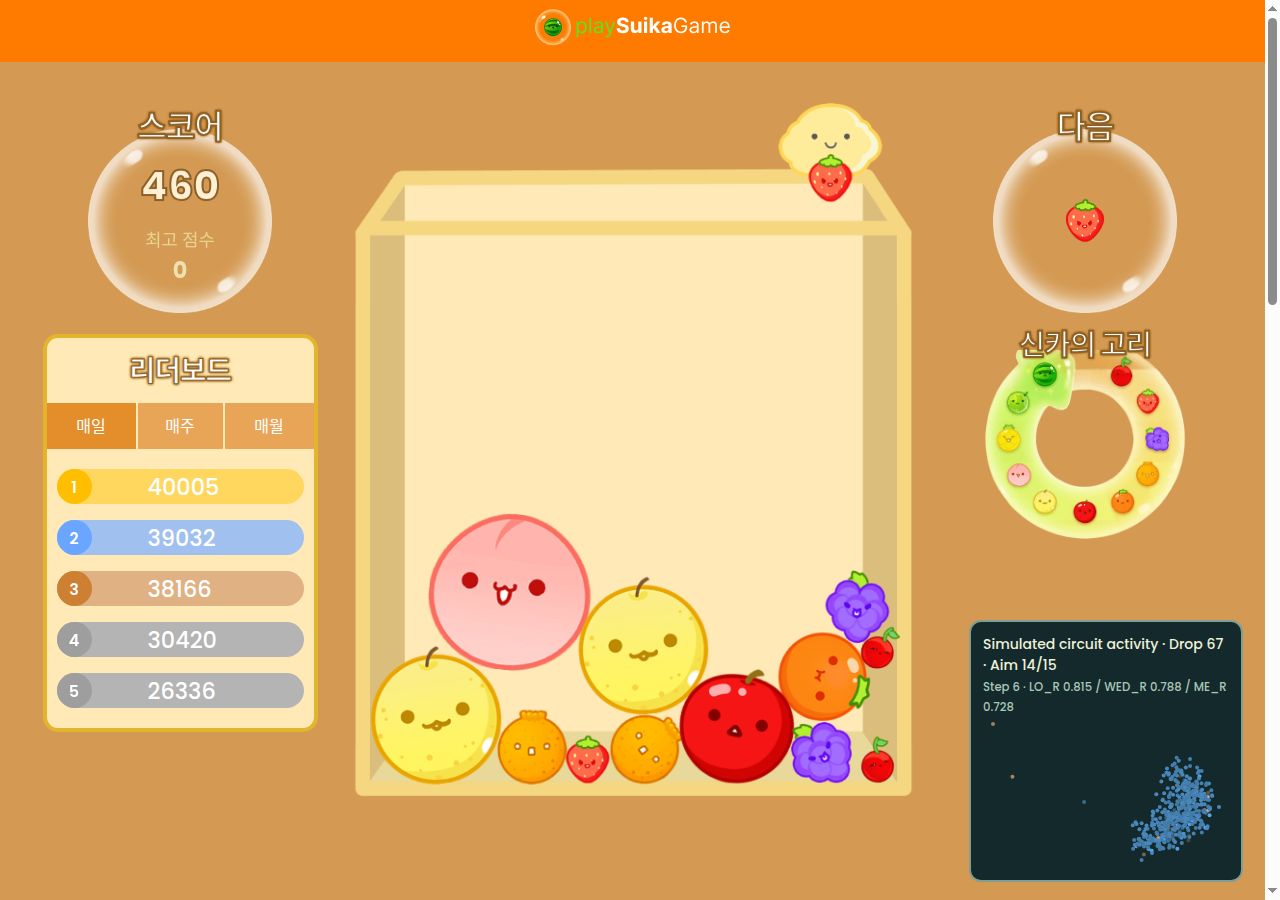 playSuikaGame
스코어
460
최고 점수
0
리더보드
매일 매주 매월
1 40005
2 39032
3 38166
4 30420
5 26336
다음
신카의 고리
Simulated circuit activity · Drop 67
· Aim 14/15
Step 6 · LO_R 0.815 / WED_R 0.788 / ME_R
0.728